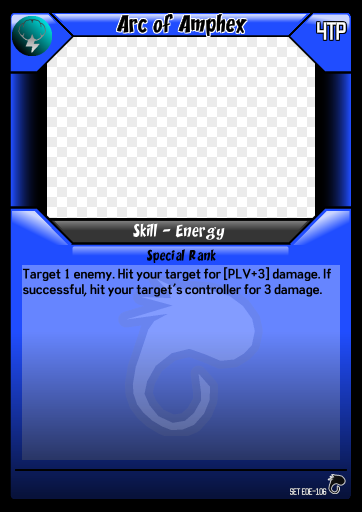 Arc of Amphex
4TP
Skill - Energy
Special Rank
Target 1 enemy. Hit your target for [PLV+3] damage. If
successful, hit your target's controller for 3 damage.
SET EOE-106